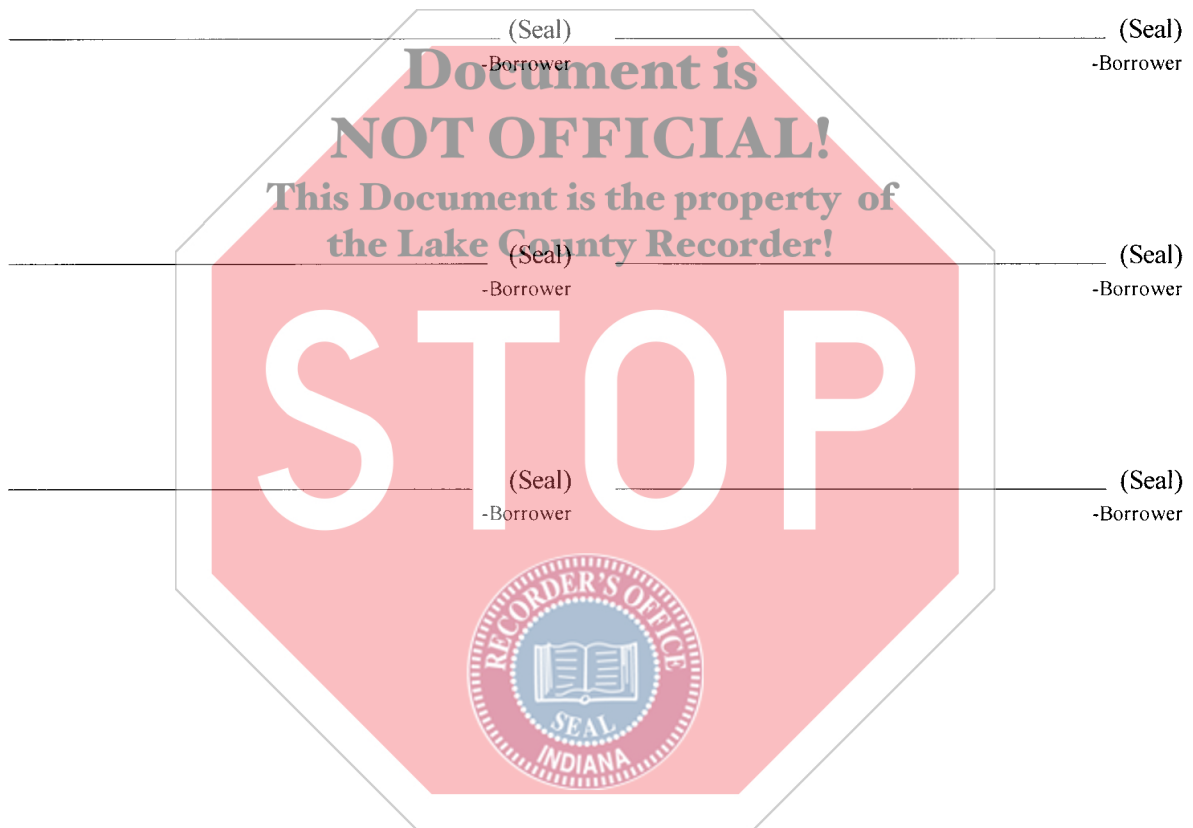 (Seal) (Seal)
-Borrower -Borrower
Document is
NOT OFFICIAL!
This Document is the property of
the Lake County Recorder!
(Seal) (Seal)
-Borrower -Borrower
STOP
(Seal) (Seal)
-Borrower -Borrower
RECORDER'S OFFICE
SEAL
INDIANA